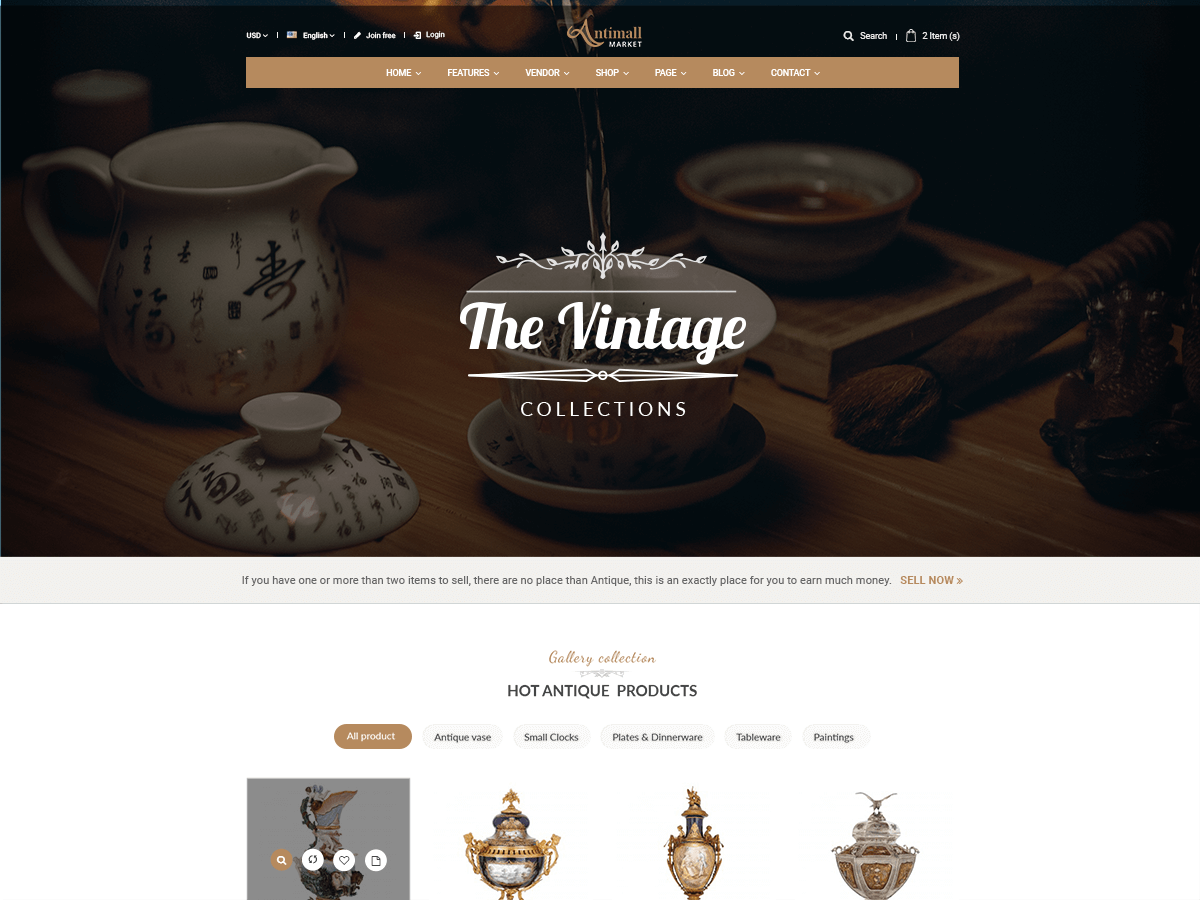 USD
English
Join free
Login
Antimall
MARKET
Search
2 Item (s)
HOME
FEATURES
VENDOR
SHOP
PAGE
BLOG
CONTACT
壽
福
福
The Vintage
COLLECTIONS
If you have one or more than two items to sell, there are no place than Antique, this is an exactly place for you to earn much money. SELL NOW »
Gallery collection
HOT ANTIQUE PRODUCTS
All product
Antique vase
Small Clocks
Plates & Dinnerware
Tableware
Paintings